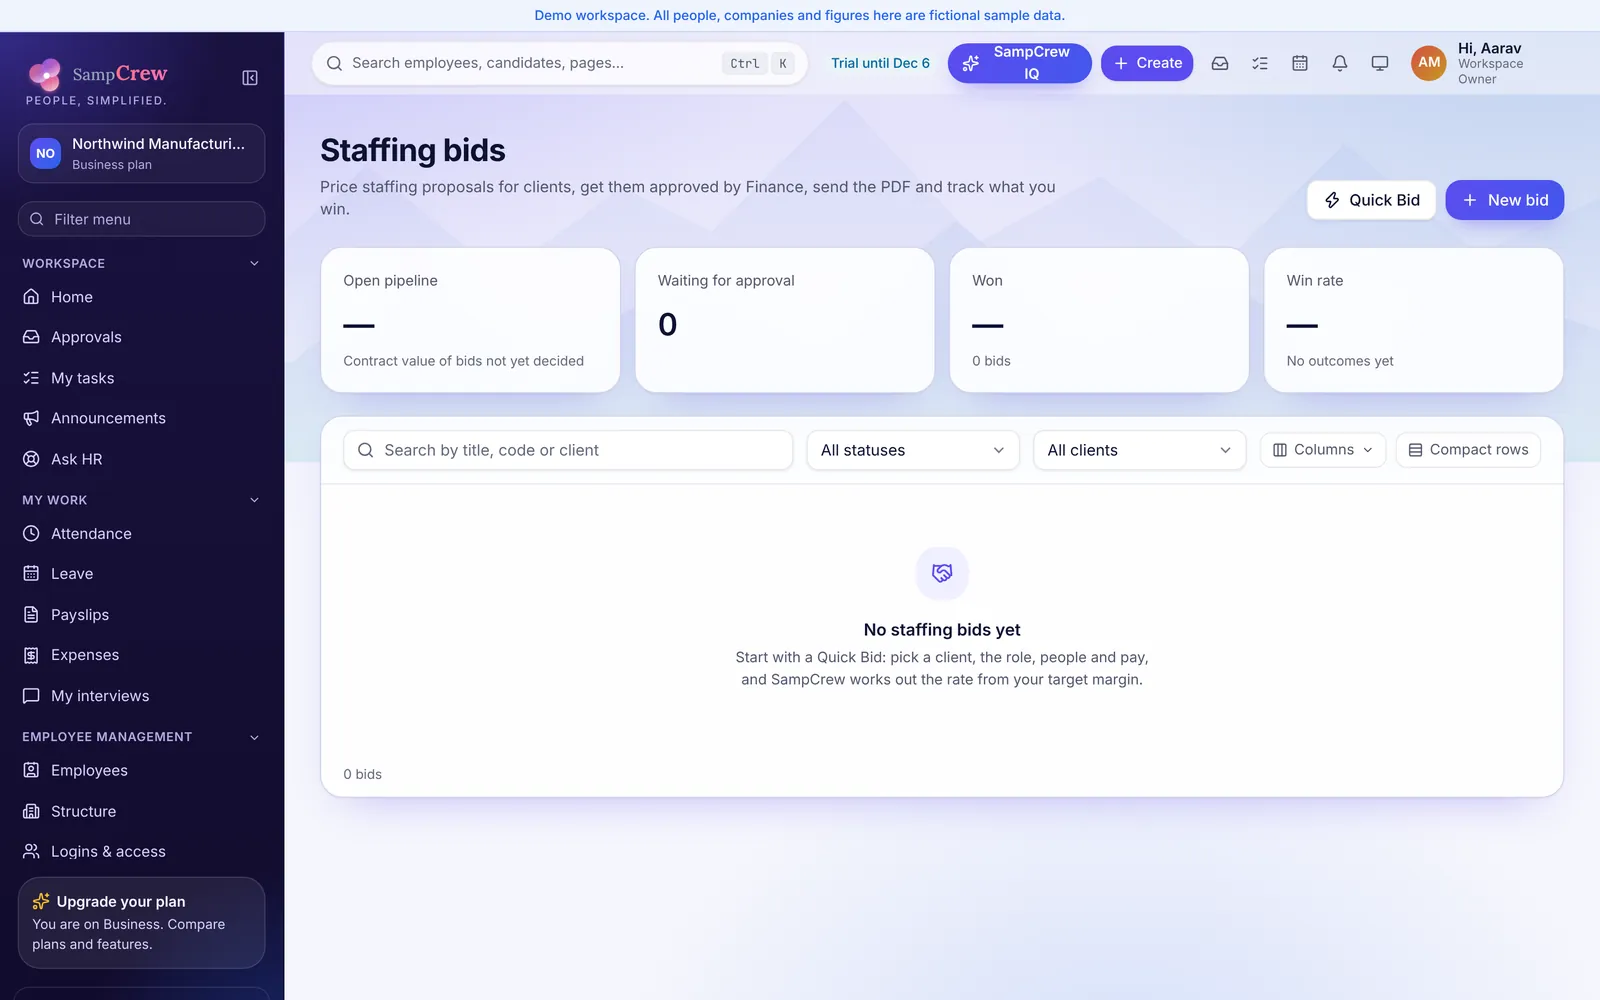 Demo workspace. All people, companies and figures here are fictional sample data.
SampCrew
PEOPLE, SIMPLIFIED.
NO
Northwind Manufacturi...
Business plan
Filter menu
WORKSPACE
Home
Approvals
My tasks
Announcements
Ask HR
MY WORK
Attendance
Leave
Payslips
Expenses
My interviews
EMPLOYEE MANAGEMENT
Employees
Structure
Logins & access
Upgrade your plan
You are on Business. Compare
plans and features.
Search employees, candidates, pages...
Ctrl K
Trial until Dec 6
SampCrew
IQ
Create
AM
Hi, Aarav
Workspace
Owner
Staffing bids
Price staffing proposals for clients, get them approved by Finance, send the PDF and track what you
win.
Quick Bid
New bid
Open pipeline
—
Contract value of bids not yet decided
Waiting for approval
0
Won
—
0 bids
Win rate
—
No outcomes yet
Search by title, code or client
All statuses
All clients
Columns
Compact rows
No staffing bids yet
Start with a Quick Bid: pick a client, the role, people and pay,
and SampCrew works out the rate from your target margin.
0 bids